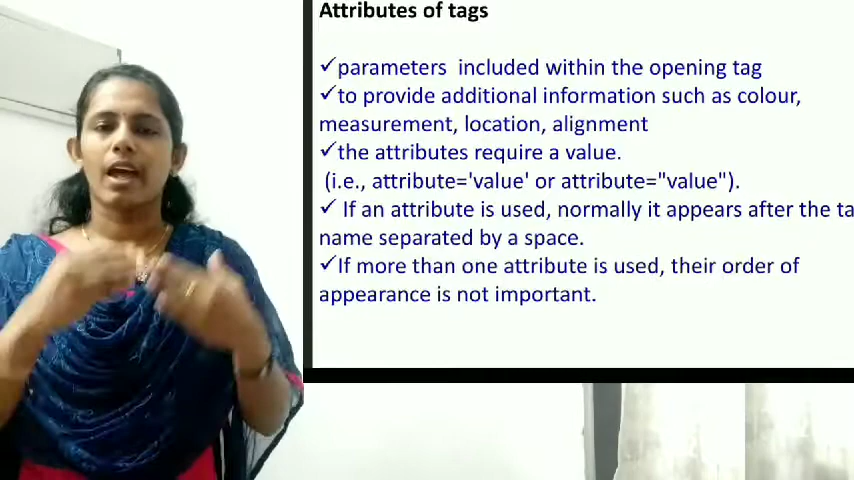 Attributes of tags
✓parameters included within the opening tag
✓to provide additional information such as colour,
measurement, location, alignment
✓the attributes require a value.
(i.e., attribute='value' or attribute="value").
✓ If an attribute is used, normally it appears after the ta
name separated by a space.
✓If more than one attribute is used, their order of
appearance is not important.